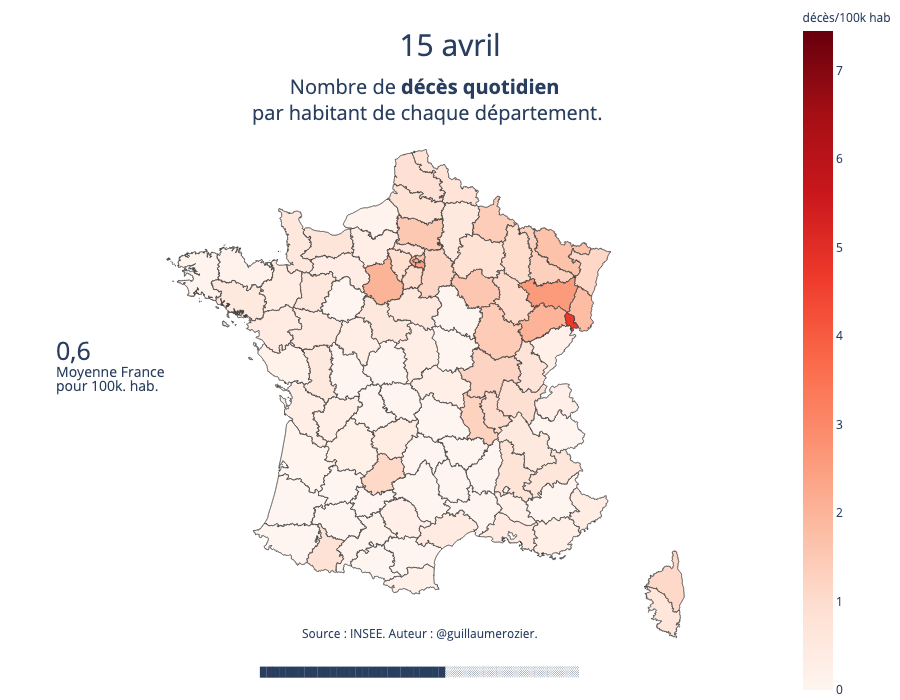 décès/100k hab
15 avril
Nombre de décès quotidien
par habitant de chaque département.
7
6
5
4
3
2
1
0
0,6
Moyenne France
pour 100k. hab.
Source : INSEE. Auteur : @guillaumerozier.